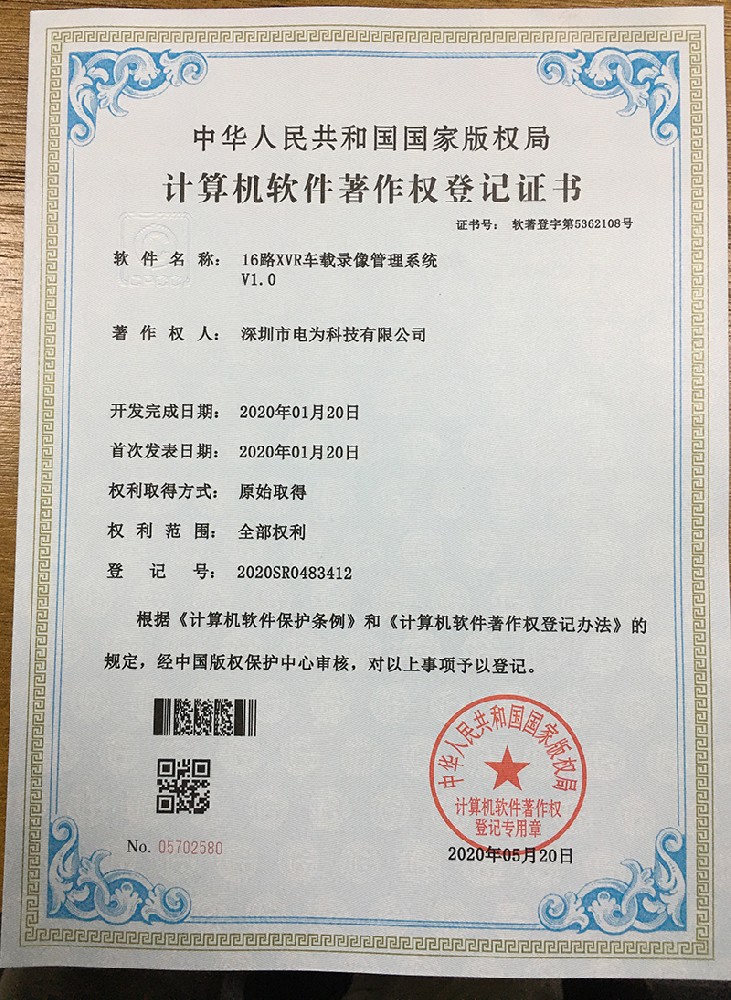 中华人民共和国国家版权局
计算机软件著作权登记证书
证书号： 软著登字第5362108号
软件名称： 16路XVR车载录像管理系统
V1.0
著作权人： 深圳市电为科技有限公司
开发完成日期： 2020年01月20日
首次发表日期： 2020年01月20日
权利取得方式： 原始取得
权利范围： 全部权利
登记号： 2020SR0483412
根据《计算机软件保护条例》和《计算机软件著作权登记办法》的
规定，经中国版权保护中心审核，对以上事项予以登记。
中华人民共和国国家版权局
计算机软件著作权
登记专用章
No. 05702580
2020年05月20日